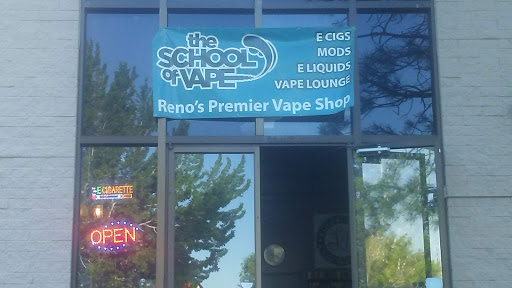 the
SCHOOL
OF VAPE
E CIGS
MODS
E LIQUIDS
VAPE LOUNGE
Reno's Premier Vape Shop
E CIGARETTE
OPEN